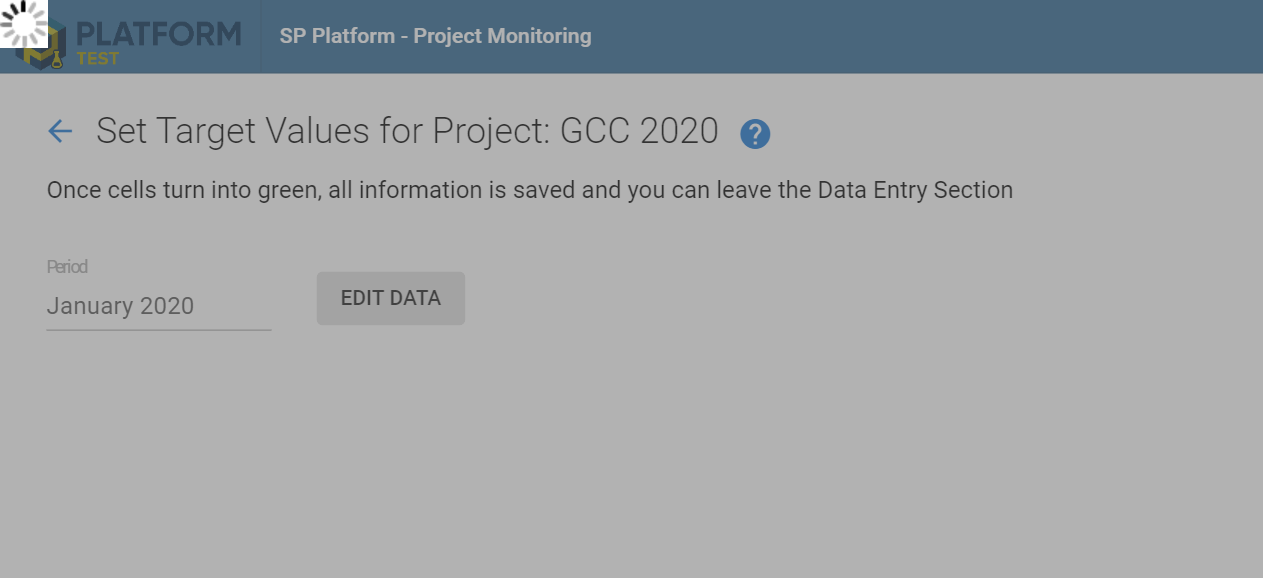 PLATFORM
TEST
SP Platform - Project Monitoring
Set Target Values for Project: GCC 2020 ?
Once cells turn into green, all information is saved and you can leave the Data Entry Section
Period
January 2020
EDIT DATA